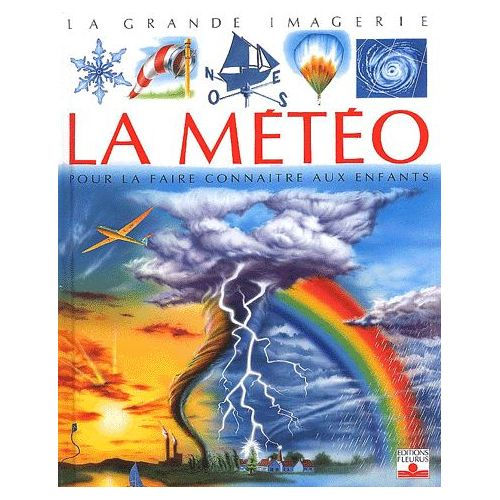 LA GRANDE IMAGERIE
N
E
O
S
LA MÉTÉO
POUR LA FAIRE CONNAITRE AUX ENFANTS
EDITIONS
FLEURUS